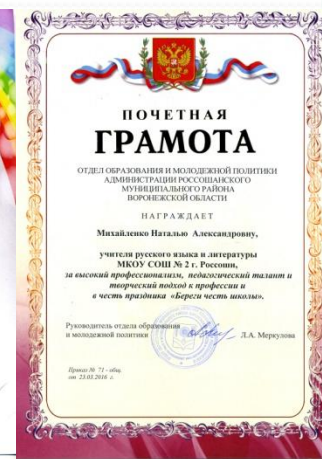 ПОЧЕТНАЯ
ГРАМОТА
ОТДЕЛ ОБРАЗОВАНИЯ И МОЛОДЕЖНОЙ ПОЛИТИКИ
АДМИНИСТРАЦИИ РОССОШАНСКОГО
МУНИЦИПАЛЬНОГО РАЙОНА
ВОРОНЕЖСКОЙ ОБЛАСТИ
НАГРАЖДАЕТ
Михайленко Наталью Александровну,
учителя русского языка и литературы
МКОУ СОШ № 2 г. Россоши,
за высокий профессионализм, педагогический талант и
творческий подход к профессии и
в честь праздника «Береги честь школы».
Руководитель отдела образования
и молодежной политики Л.А. Меркулова
Приказ № 71 - общ.
от 23.01.2018. г.